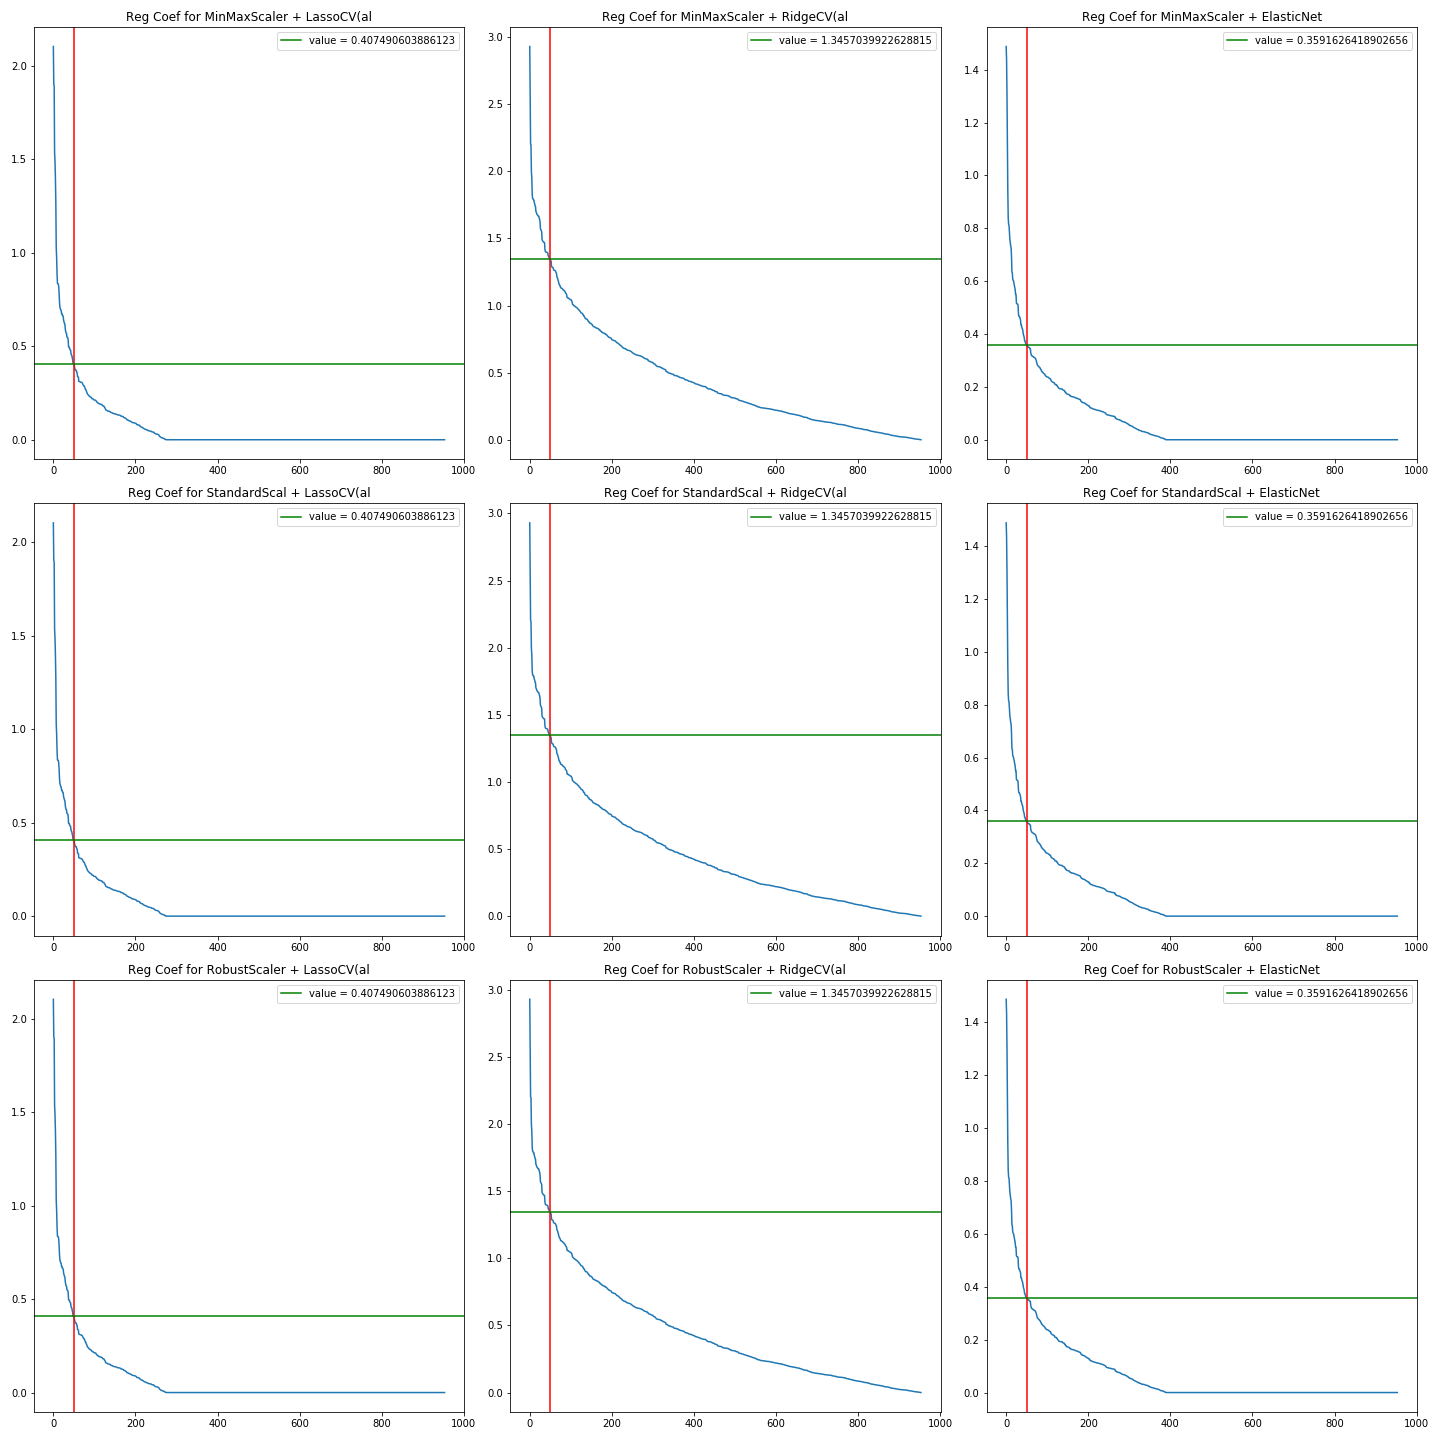 Reg Coef for MinMaxScaler + LassoCV(al
value = 0.407490603886123
2.0
1.5
1.0
0.5
0.0
0 200 400 600 800 1000
Reg Coef for MinMaxScaler + RidgeCV(al
value = 1.3457039922628815
3.0
2.5
2.0
1.5
1.0
0.5
0.0
0 200 400 600 800 1000
Reg Coef for MinMaxScaler + ElasticNet
value = 0.3591626418902656
1.4
1.2
1.0
0.8
0.6
0.4
0.2
0.0
0 200 400 600 800 1000
Reg Coef for StandardScal + LassoCV(al
value = 0.407490603886123
2.0
1.5
1.0
0.5
0.0
0 200 400 600 800 1000
Reg Coef for StandardScal + RidgeCV(al
value = 1.3457039922628815
3.0
2.5
2.0
1.5
1.0
0.5
0.0
0 200 400 600 800 1000
Reg Coef for StandardScal + ElasticNet
value = 0.3591626418902656
1.4
1.2
1.0
0.8
0.6
0.4
0.2
0.0
0 200 400 600 800 1000
Reg Coef for RobustScaler + LassoCV(al
value = 0.407490603886123
2.0
1.5
1.0
0.5
0.0
0 200 400 600 800 1000
Reg Coef for RobustScaler + RidgeCV(al
value = 1.3457039922628815
3.0
2.5
2.0
1.5
1.0
0.5
0.0
0 200 400 600 800 1000
Reg Coef for RobustScaler + ElasticNet
value = 0.3591626418902656
1.4
1.2
1.0
0.8
0.6
0.4
0.2
0.0
0 200 400 600 800 1000